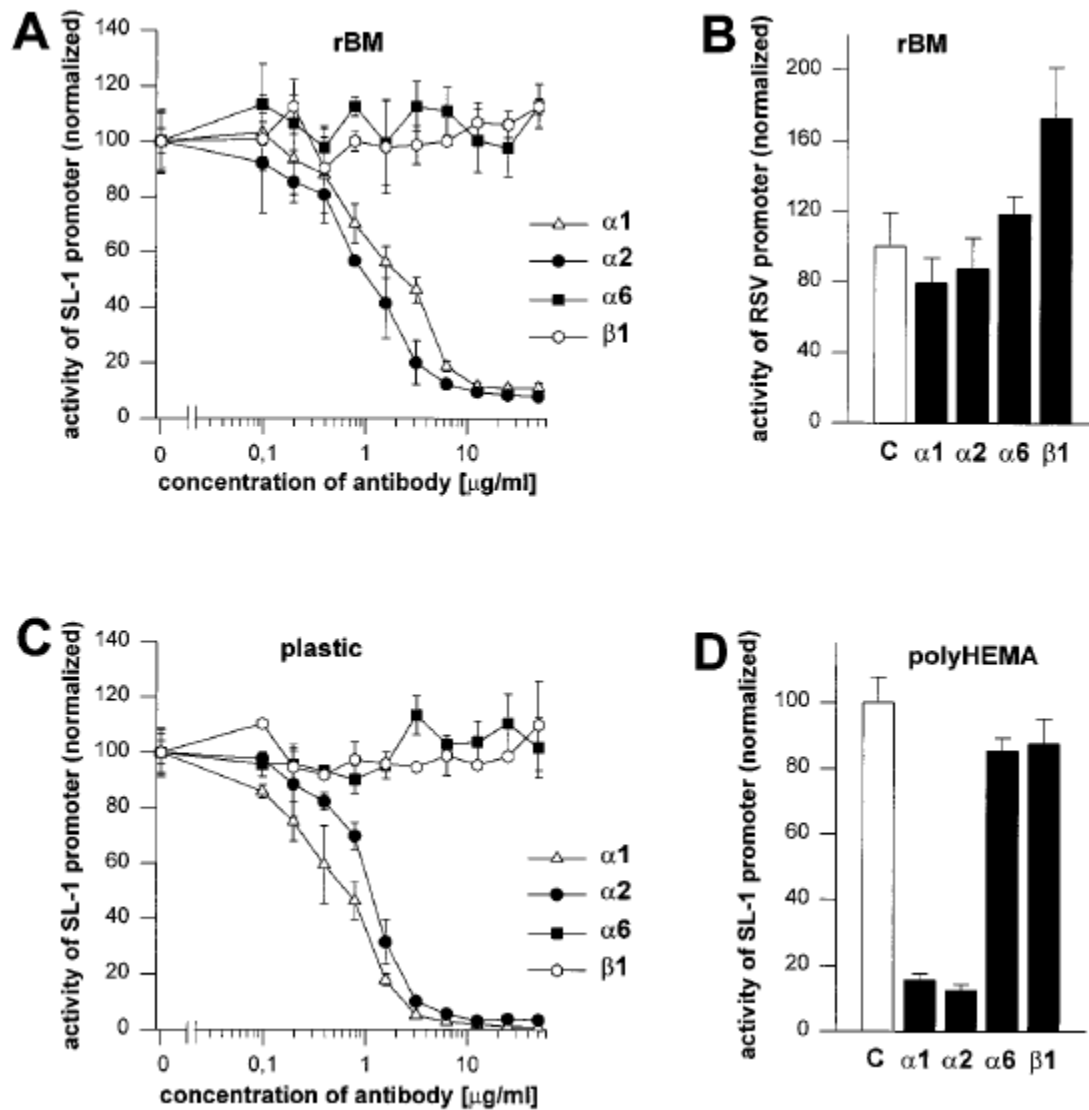 A
rBM
activity of SL-1 promoter (normalized)
140
120
100
80
60
40
20
0
0
0,1
1
10
concentration of antibody [µg/ml]
α1
α2
α6
β1
B
rBM
activity of RSV promoter (normalized)
200
160
120
80
40
0
C α1 α2 α6 β1
C
plastic
activity of SL-1 promoter (normalized)
140
120
100
80
60
40
20
0
0
0,1
1
10
concentration of antibody [µg/ml]
α1
α2
α6
β1
D
polyHEMA
activity of SL-1 promoter (normalized)
100
80
60
40
20
0
C α1 α2 α6 β1